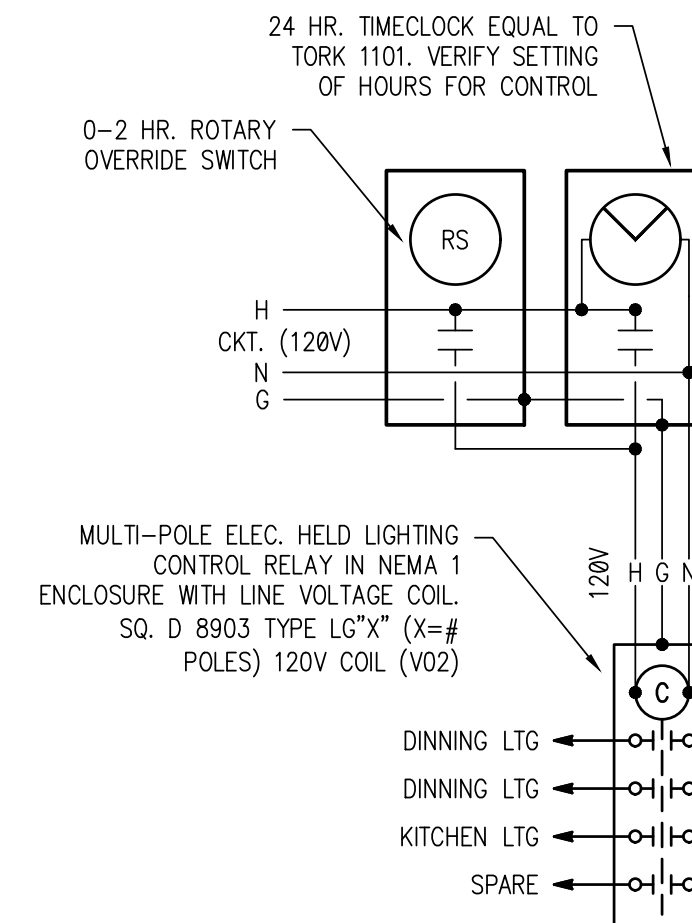 24 HR. TIMECLOCK EQUAL TO
TORK 1101. VERIFY SETTING
OF HOURS FOR CONTROL
0-2 HR. ROTARY
OVERRIDE SWITCH
RS
H
CKT. (120V)
N
G
MULTI-POLE ELEC. HELD LIGHTING
CONTROL RELAY IN NEMA 1
ENCLOSURE WITH LINE VOLTAGE COIL.
SQ. D 8903 TYPE LG"X" (X=#
POLES) 120V COIL (V02)
120V
H G N
C
DINNING LTG
DINNING LTG
KITCHEN LTG
SPARE